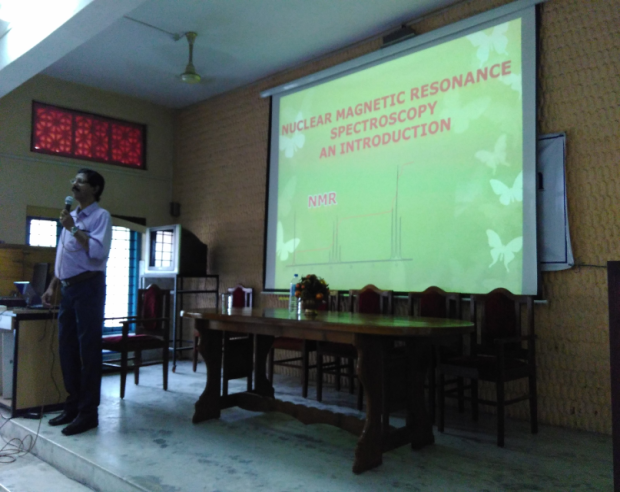 NUCLEAR MAGNETIC RESONANCE
SPECTROSCOPY
AN INTRODUCTION
NMR